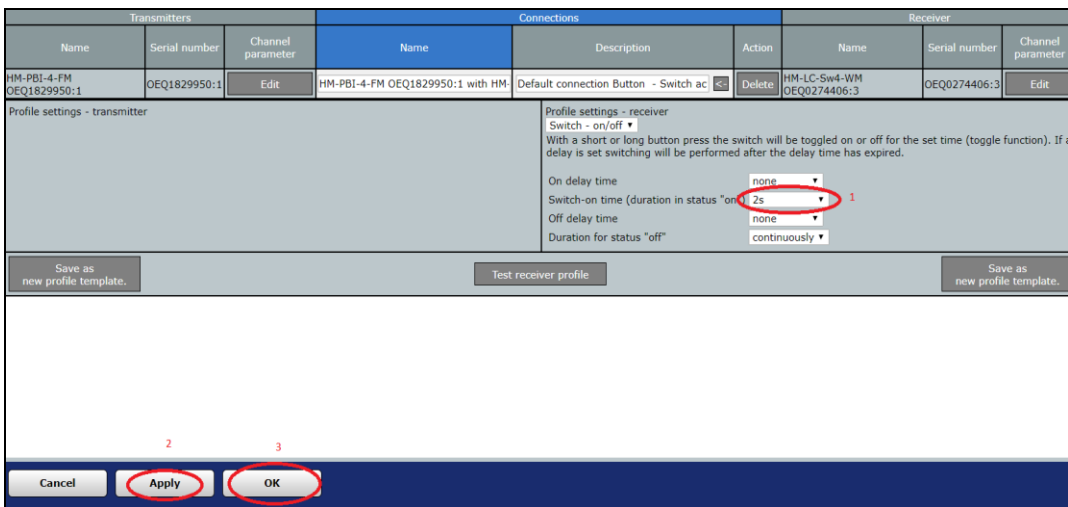 Transmitters
Connections
Receiver
Name
Serial number
Channel
parameter
Name
Description
Action
Name
Serial number
Channel
parameter
HM-PBI-4-FM
OEQ1829950:1
OEQ1829950:1
Edit
HM-PBI-4-FM OEQ1829950:1 with HM-
Default connection Button - Switch ac
<-
Delete
HM-LC-Sw4-WM
OEQ0274406:3
OEQ0274406:3
Edit
Profile settings - transmitter
Profile settings - receiver
Switch - on/off
With a short or long button press the switch will be toggled on or off for the set time (toggle function). If a
delay is set switching will be performed after the delay time has expired.
On delay time
none
Switch-on time (duration in status "on")
2s
1
Off delay time
none
Duration for status "off"
continuously
Save as
new profile template.
Test receiver profile
Save as
new profile template.
2
3
Cancel
Apply
OK